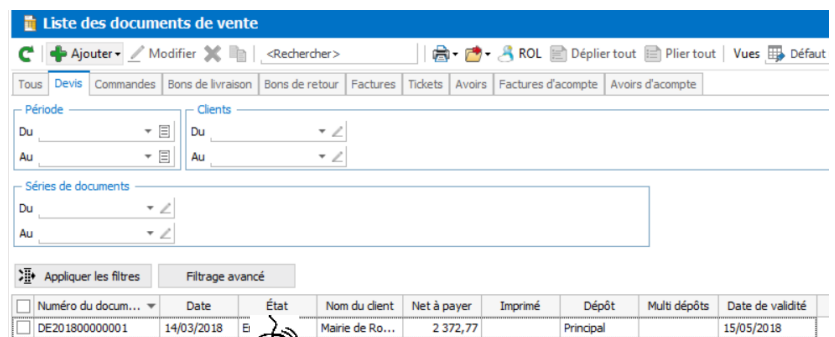 Liste des documents de vente
Ajouter Modifier <Rechercher> ROL Déplier tout Plier tout Vues Défaut
Tous Devis Commandes Bons de livraison Bons de retour Factures Tickets Avoirs Factures d'acompte Avoirs d'acompte
Période Clients
Du Du
Au Au
Séries de documents
Du
Au
Appliquer les filtres Filtrage avancé
Numéro du docum... Date État Nom du client Net à payer Imprimé Dépôt Multi dépôts Date de validité
DE201800000001 14/03/2018 Mairie de Ro... 2 372,77 Principal 15/05/2018